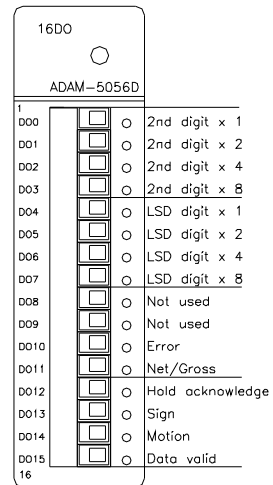 16DO
ADAM-5056D
1
DO0 2nd digit x 1
DO1 2nd digit x 2
DO2 2nd digit x 4
DO3 2nd digit x 8
DO4 LSD digit x 1
DO5 LSD digit x 2
DO6 LSD digit x 4
DO7 LSD digit x 8
DO8 Not used
DO9 Not used
DO10 Error
DO11 Net/Gross
DO12 Hold acknowledge
DO13 Sign
DO14 Motion
DO15 Data valid
16